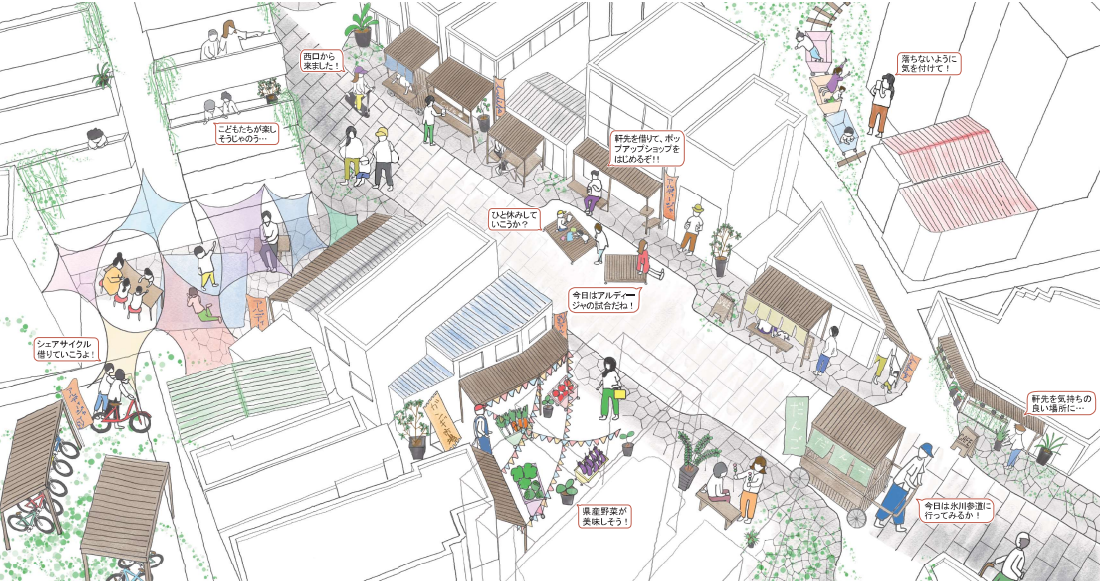 西口から
来ました！
落ちないように
気を付けて！
こどもたちが楽し
そうじゃのう…
軒先を借りて、ポッ
プアップショップを
はじめるぞ!!
ひと休みして
いこうか？
今日はアルディー
ジャの試合だね！
シェアサイクル
借りていこうよ！
軒先を気持ちの
良い場所に…
だんご
県産野菜が
美味しそう！
今日は氷川参道に
行ってみるか！